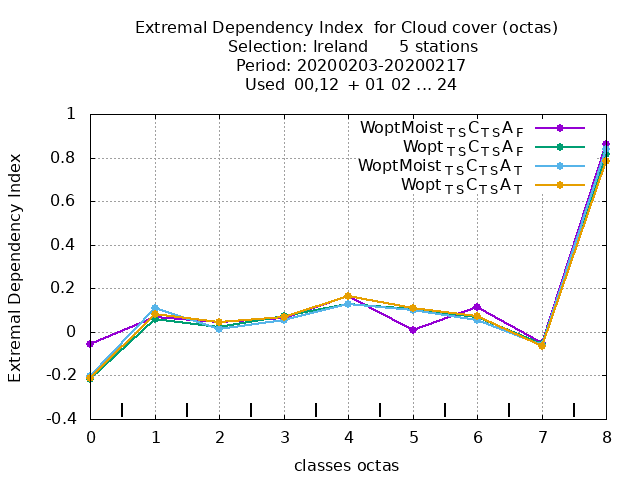 Extremal Dependency Index  for Cloud cover (octas)
Selection: Ireland      5 stations
Period: 20200203-20200217
Used  00,12  + 01 02 ... 24
WoptMoist TS C TS A F
Wopt TS C TS A F
WoptMoist TS C TS A T
Wopt TS C TS A T
1
0.8
0.6
0.4
0.2
0
-0.2
-0.4
Extremal Dependency Index
0 1 2 3 4 5 6 7 8
classes octas